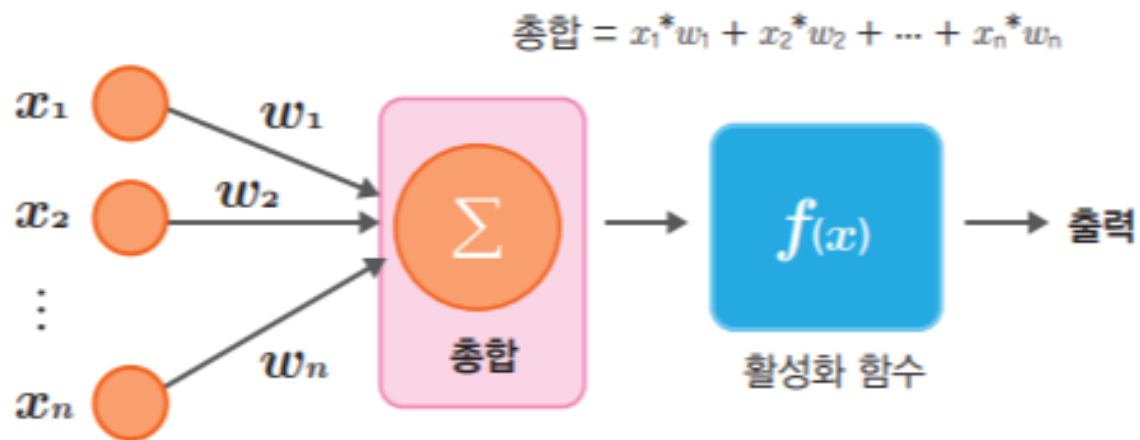 총합 = x₁*w₁ + x₂*w₂ + ··· + xₙ*wₙ
x₁
w₁
x₂
w₂
⋮
xₙ
wₙ
Σ
총합
f(x)
활성화 함수
출력